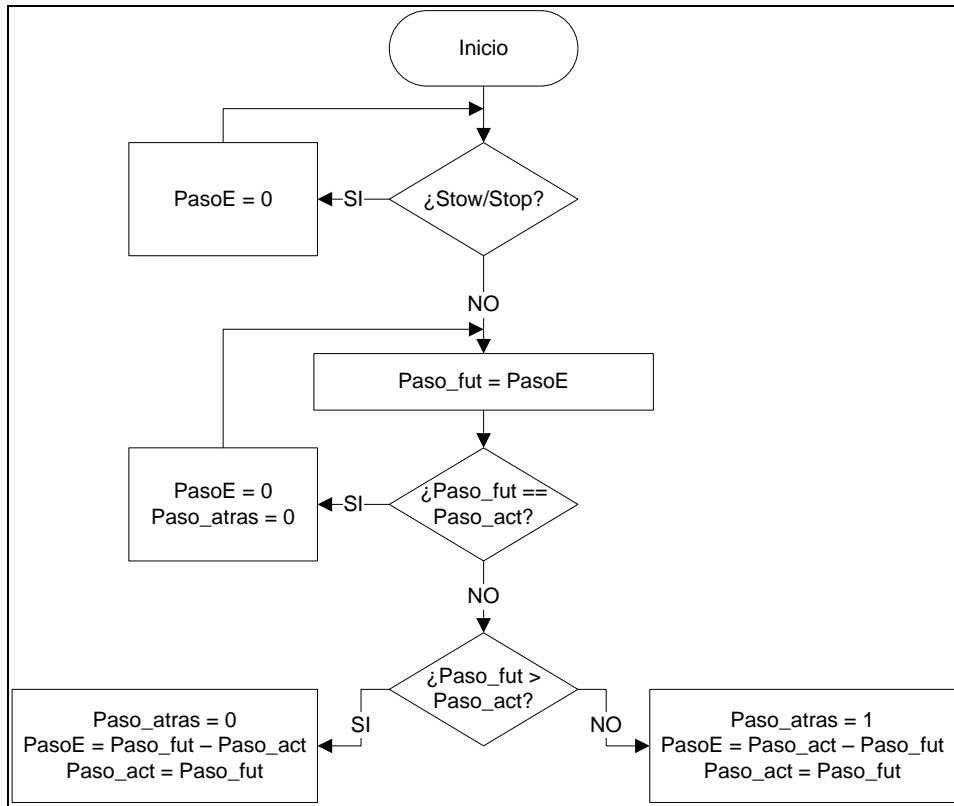 Inicio
PasoE = 0
SI
¿Stow/Stop?
NO
Paso_fut = PasoE
PasoE = 0
Paso_atras = 0
SI
¿Paso_fut ==
Paso_act?
NO
¿Paso_fut >
Paso_act?
SI
NO
Paso_atras = 0
PasoE = Paso_fut – Paso_act
Paso_act = Paso_fut
Paso_atras = 1
PasoE = Paso_act – Paso_fut
Paso_act = Paso_fut